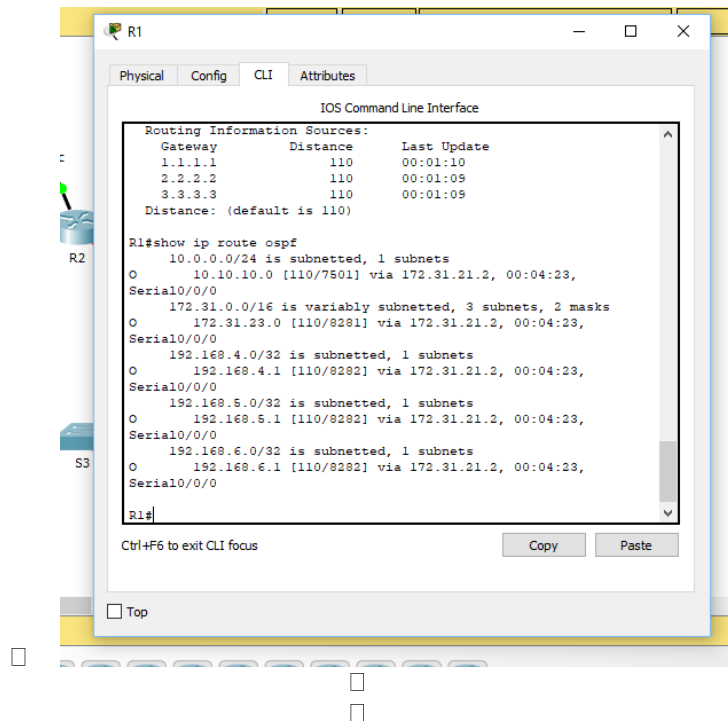 R1
Physical Config CLI Attributes
IOS Command Line Interface
Routing Information Sources:
Gateway Distance Last Update
1.1.1.1 110 00:01:10
2.2.2.2 110 00:01:09
3.3.3.3 110 00:01:09
Distance: (default is 110)
R1#show ip route ospf
10.0.0.0/24 is subnetted, 1 subnets
O 10.10.10.0 [110/7501] via 172.31.21.2, 00:04:23,
Serial0/0/0
172.31.0.0/16 is variably subnetted, 3 subnets, 2 masks
O 172.31.23.0 [110/8281] via 172.31.21.2, 00:04:23,
Serial0/0/0
192.168.4.0/32 is subnetted, 1 subnets
O 192.168.4.1 [110/8282] via 172.31.21.2, 00:04:23,
Serial0/0/0
192.168.5.0/32 is subnetted, 1 subnets
O 192.168.5.1 [110/8282] via 172.31.21.2, 00:04:23,
Serial0/0/0
192.168.6.0/32 is subnetted, 1 subnets
O 192.168.6.1 [110/8282] via 172.31.21.2, 00:04:23,
Serial0/0/0
R1#
Ctrl+F6 to exit CLI focus
Copy Paste
Top
R2
S3